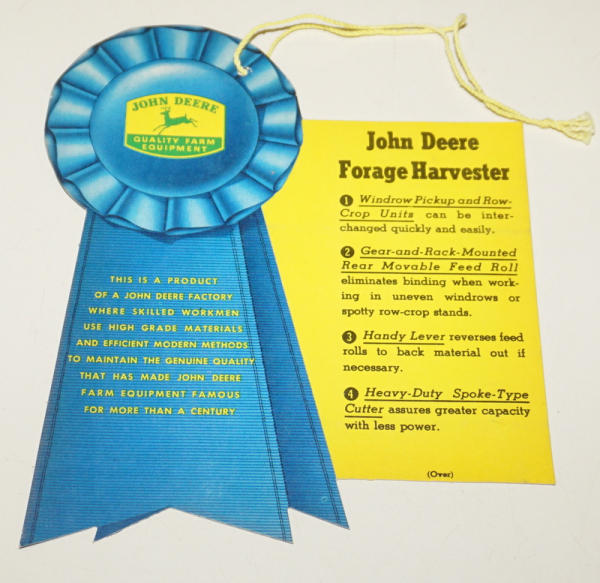 JOHN DEERE
QUALITY FARM
EQUIPMENT
THIS IS A PRODUCT
OF A JOHN DEERE FACTORY
WHERE SKILLED WORKMEN
USE HIGH GRADE MATERIALS
AND EFFICIENT MODERN METHODS
TO MAINTAIN THE GENUINE QUALITY
THAT HAS MADE JOHN DEERE
FARM EQUIPMENT FAMOUS
FOR MORE THAN A CENTURY
John Deere
Forage Harvester
1 Windrow Pickup and Row-
Crop Units can be inter-
changed quickly and easily.
2 Gear-and-Rack-Mounted
Rear Movable Feed Roll
eliminates binding when work-
ing in uneven windrows or
spotty row-crop stands.
3 Handy Lever reverses feed
rolls to back material out if
necessary.
4 Heavy-Duty Spoke-Type
Cutter assures greater capacity
with less power.
(Over)